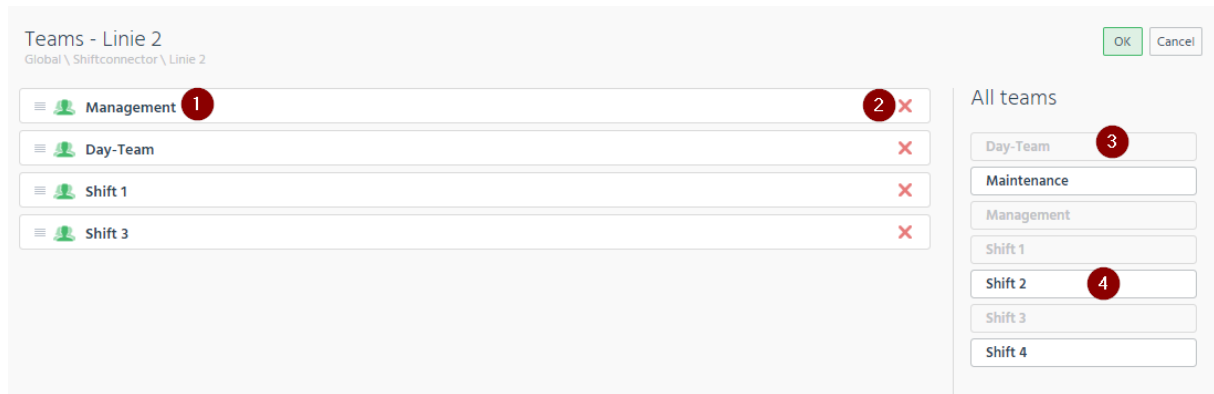 Teams - Linie 2
Global \ Shiftconnector \ Linie 2
OK
Cancel
Management 1
2
Day-Team
Shift 1
Shift 3
All teams
Day-Team 3
Maintenance
Management
Shift 1
Shift 2 4
Shift 3
Shift 4